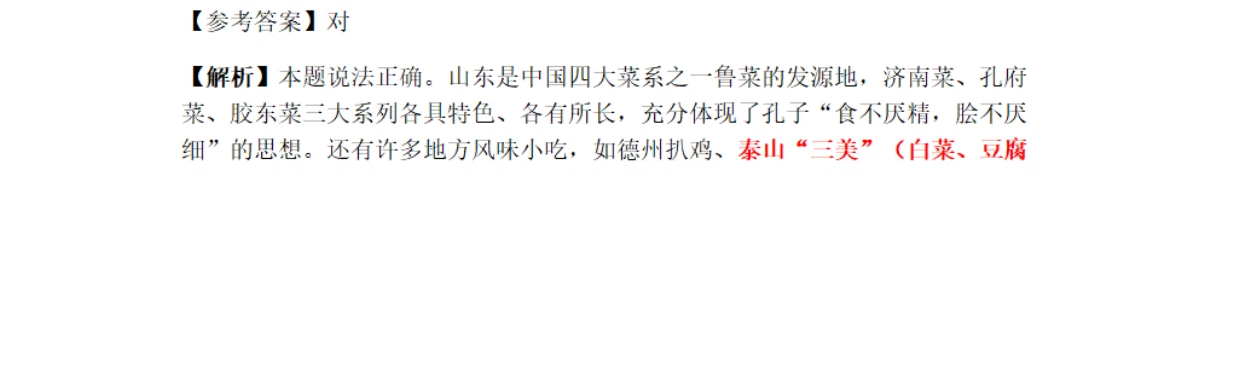 【参考答案】对
【解析】本题说法正确。山东是中国四大菜系之一鲁菜的发源地，济南菜、孔府
菜、胶东菜三大系列各具特色、各有所长，充分体现了孔子“食不厌精，脍不厌
细”的思想。还有许多地方风味小吃，如德州扒鸡、泰山“三美”（白菜、豆腐